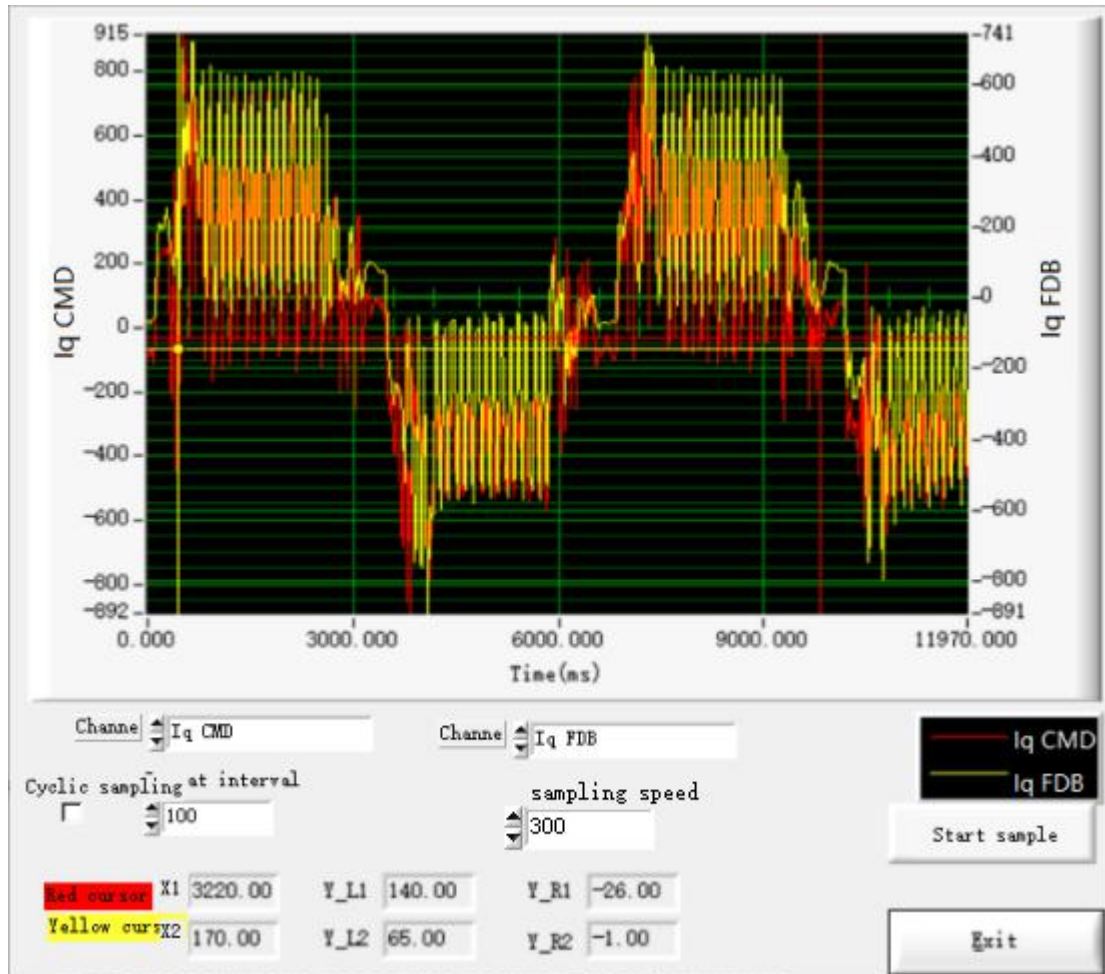 915 -741
800
600 -600
400 -400
200 -200
0 -0
-200 -200
-400 -400
-600 -600
-800 -800
-892 -891
Iq CMD
Iq FDB
0.000 3000.000 6000.000 9000.000 11970.000
Time(ms)
Channe Iq CMD Channe Iq FDB
Iq CMD
Iq FDB
Cyclic sampling at interval
100
sampling speed
300
Start sample
Red cursor X1 3220.00 Y_L1 140.00 Y_R1 -26.00
Yellow curs X2 170.00 Y_L2 65.00 Y_R2 -1.00
Exit